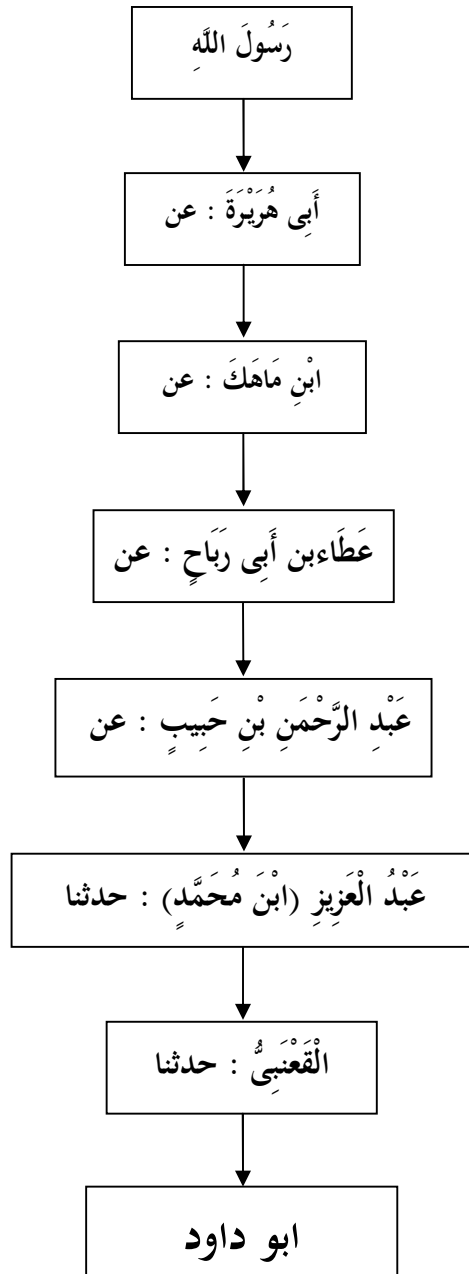 رَسُولَ اللَّهِ
أَبِى هُرَيْرَةَ : عن
ابْنِ مَاهَكَ : عن
عَطَاءبن أَبِى رَبَاحٍ : عن
عَبْدِ الرَّحْمَنِ بْنِ حَبِيبٍ : عن
عَبْدُ الْعَزِيزِ (ابْنَ مُحَمَّدٍ) : حدثنا
الْقَعْنَبِىُّ : حدثنا
ابو داود